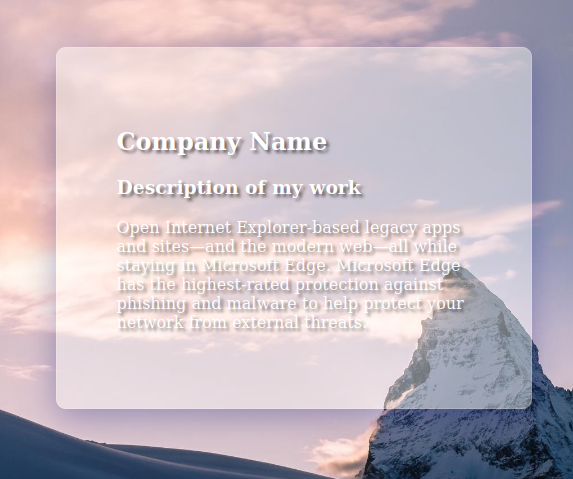 Company Name
Description of my work
Open Internet Explorer-based legacy apps
and sites—and the modern web—all while
staying in Microsoft Edge. Microsoft Edge
has the highest-rated protection against
phishing and malware to help protect your
network from external threats.